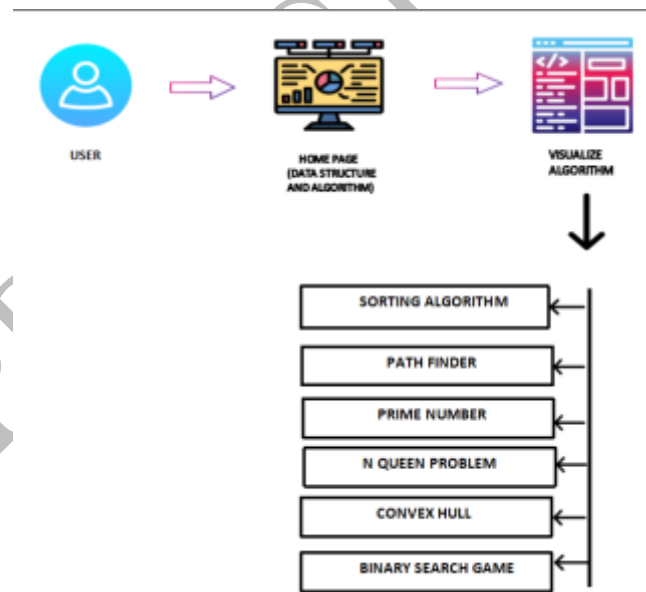 USER
HOME PAGE
(DATA STRUCTURE
AND ALGORITHM)
VISUALIZE
ALGORITHM
SORTING ALGORITHM
PATH FINDER
PRIME NUMBER
N QUEEN PROBLEM
CONVEX HULL
BINARY SEARCH GAME